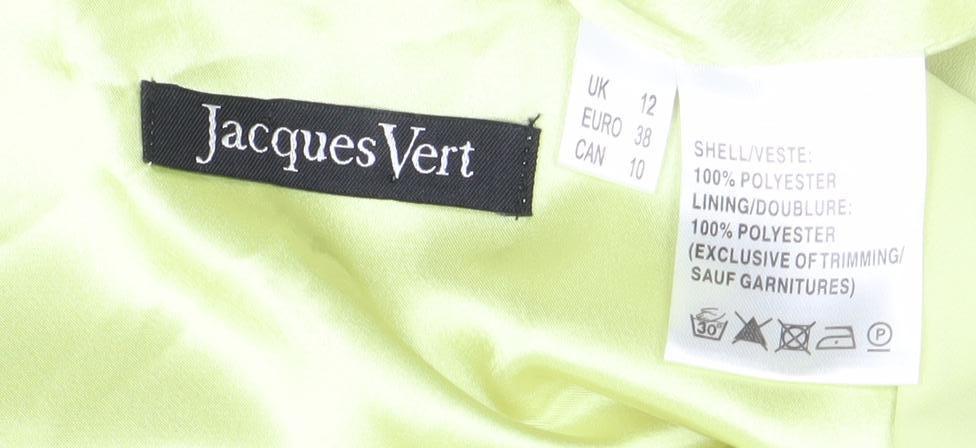 Jacques Vert
UK 12
EURO 38
CAN 10
SHELL/VESTE:
100% POLYESTER
LINING/DOUBLURE:
100% POLYESTER
(EXCLUSIVE OF TRIMMING/
SAUF GARNITURES)
30° P